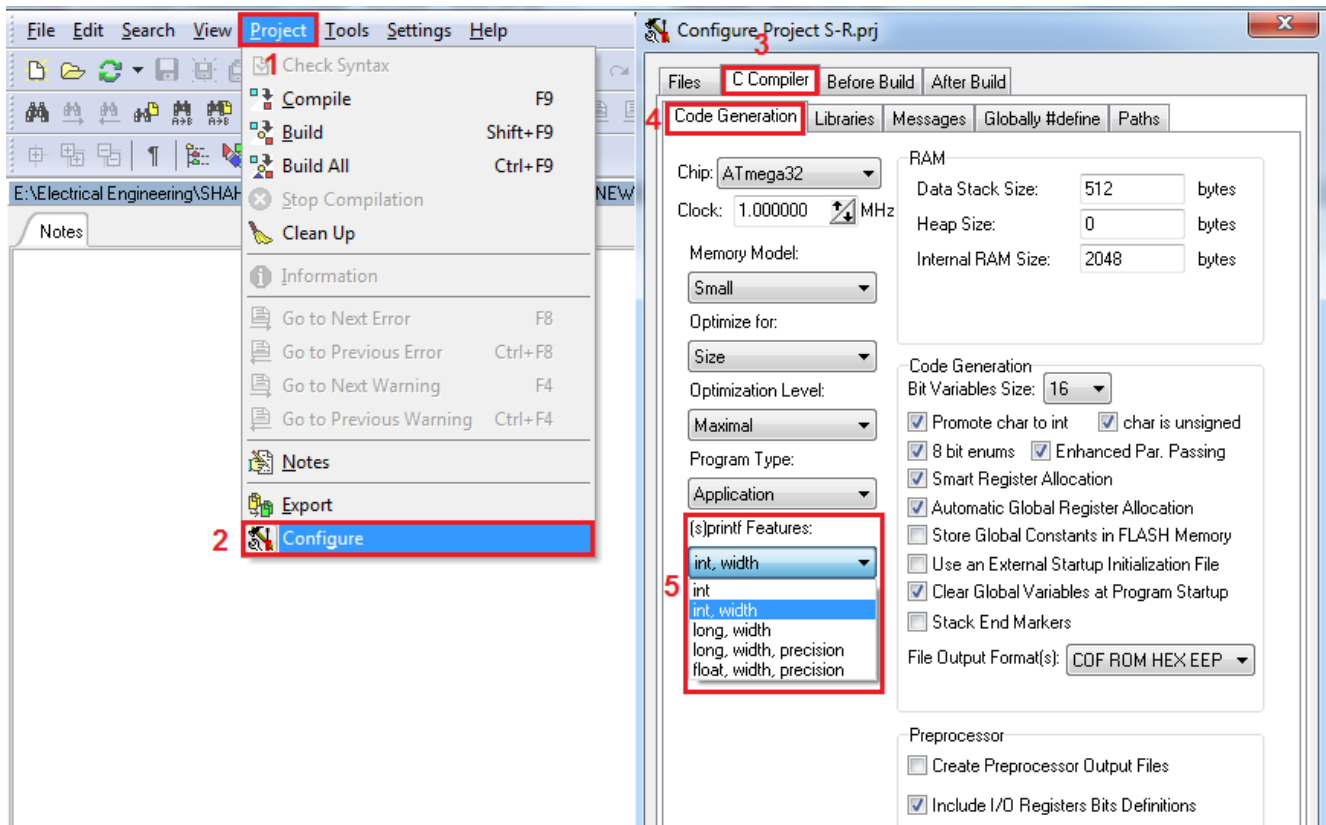 File Edit Search View Project Tools Settings Help
1 Check Syntax
Compile F9
Build Shift+F9
Build All Ctrl+F9
Stop Compilation
Clean Up
Information
Go to Next Error F8
Go to Previous Error Ctrl+F8
Go to Next Warning F4
Go to Previous Warning Ctrl+F4
Notes
Export
2 Configure
E:\Electrical Engineering\SHAH
NEW
Notes
Configure Project S-R.prj
3
Files C Compiler Before Build After Build
4 Code Generation Libraries Messages Globally #define Paths
Chip: ATmega32
Clock: 1.000000 MHz
Memory Model:
Small
Optimize for:
Size
Optimization Level:
Maximal
Program Type:
Application
(s)printf Features:
int, width
5
int
int, width
long, width
long, width, precision
float, width, precision
RAM
Data Stack Size: 512 bytes
Heap Size: 0 bytes
Internal RAM Size: 2048 bytes
Code Generation
Bit Variables Size: 16
Promote char to int char is unsigned
8 bit enums Enhanced Par. Passing
Smart Register Allocation
Automatic Global Register Allocation
Store Global Constants in FLASH Memory
Use an External Startup Initialization File
Clear Global Variables at Program Startup
Stack End Markers
File Output Format(s): COF ROM HEX EEP
Preprocessor
Create Preprocessor Output Files
Include I/O Registers Bits Definitions